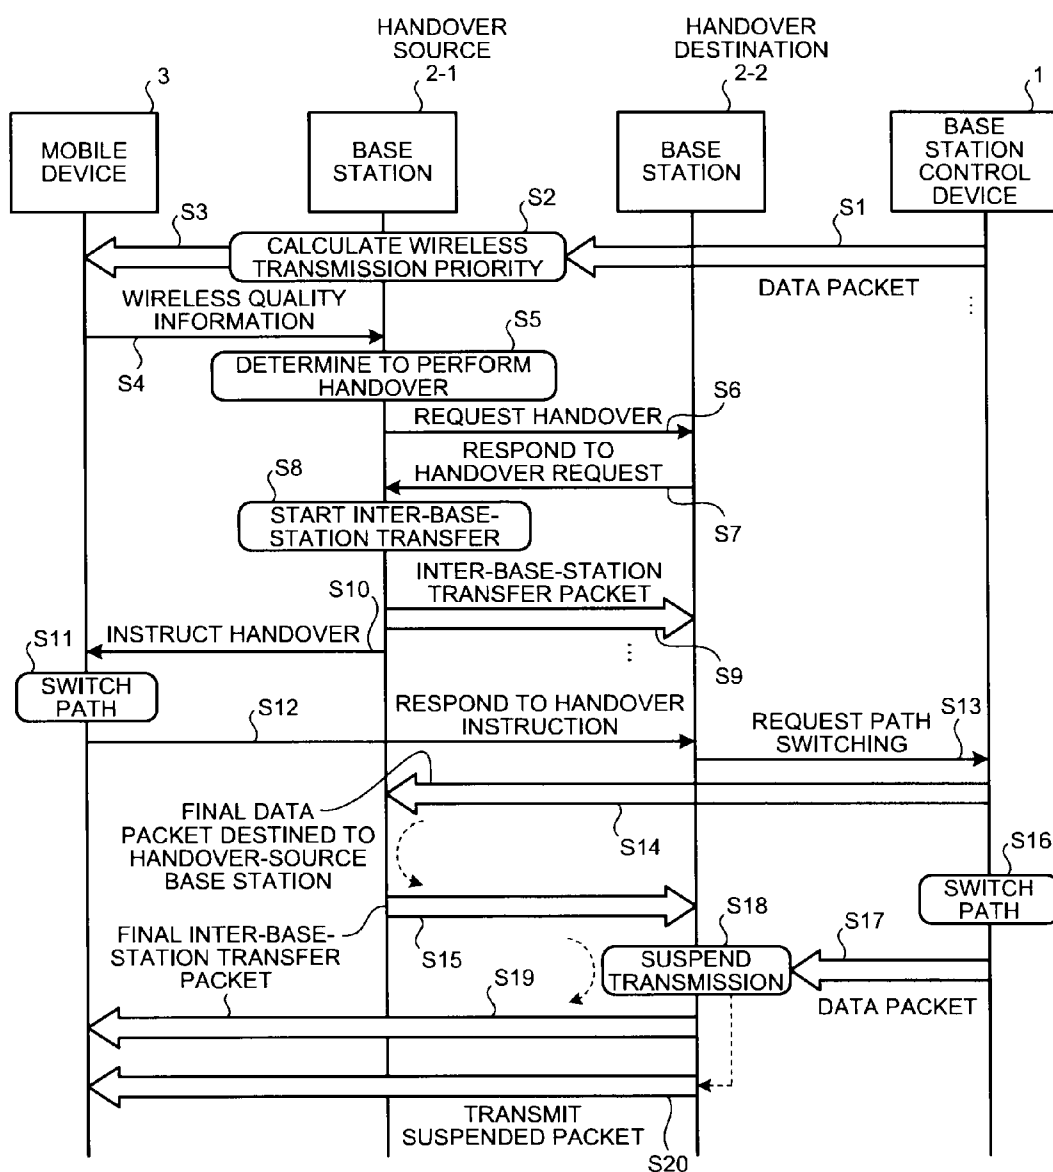 HANDOVER
SOURCE
2-1
HANDOVER
DESTINATION
2-2
3
1
MOBILE
DEVICE
BASE
STATION
BASE
STATION
BASE
STATION
CONTROL
DEVICE
S3
S2
S1
CALCULATE WIRELESS
TRANSMISSION PRIORITY
DATA PACKET
...
WIRELESS QUALITY
INFORMATION
S4
S5
DETERMINE TO PERFORM
HANDOVER
REQUEST HANDOVER
S6
RESPOND TO
HANDOVER REQUEST
S7
S8
START INTER-BASE-
STATION TRANSFER
INTER-BASE-STATION
TRANSFER PACKET
S9
...
S10
INSTRUCT HANDOVER
S11
SWITCH
PATH
S12
RESPOND TO HANDOVER
INSTRUCTION
REQUEST PATH
SWITCHING
S13
FINAL DATA
PACKET DESTINED TO
HANDOVER-SOURCE
BASE STATION
S14
S16
SWITCH
PATH
FINAL INTER-BASE-
STATION TRANSFER
PACKET
S15
S18
S17
SUSPEND
TRANSMISSION
DATA PACKET
S19
TRANSMIT
SUSPENDED PACKET
S20